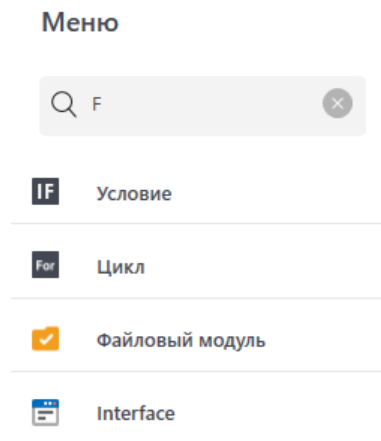 Меню
F
IF Условие
For Цикл
Файловый модуль
Interface